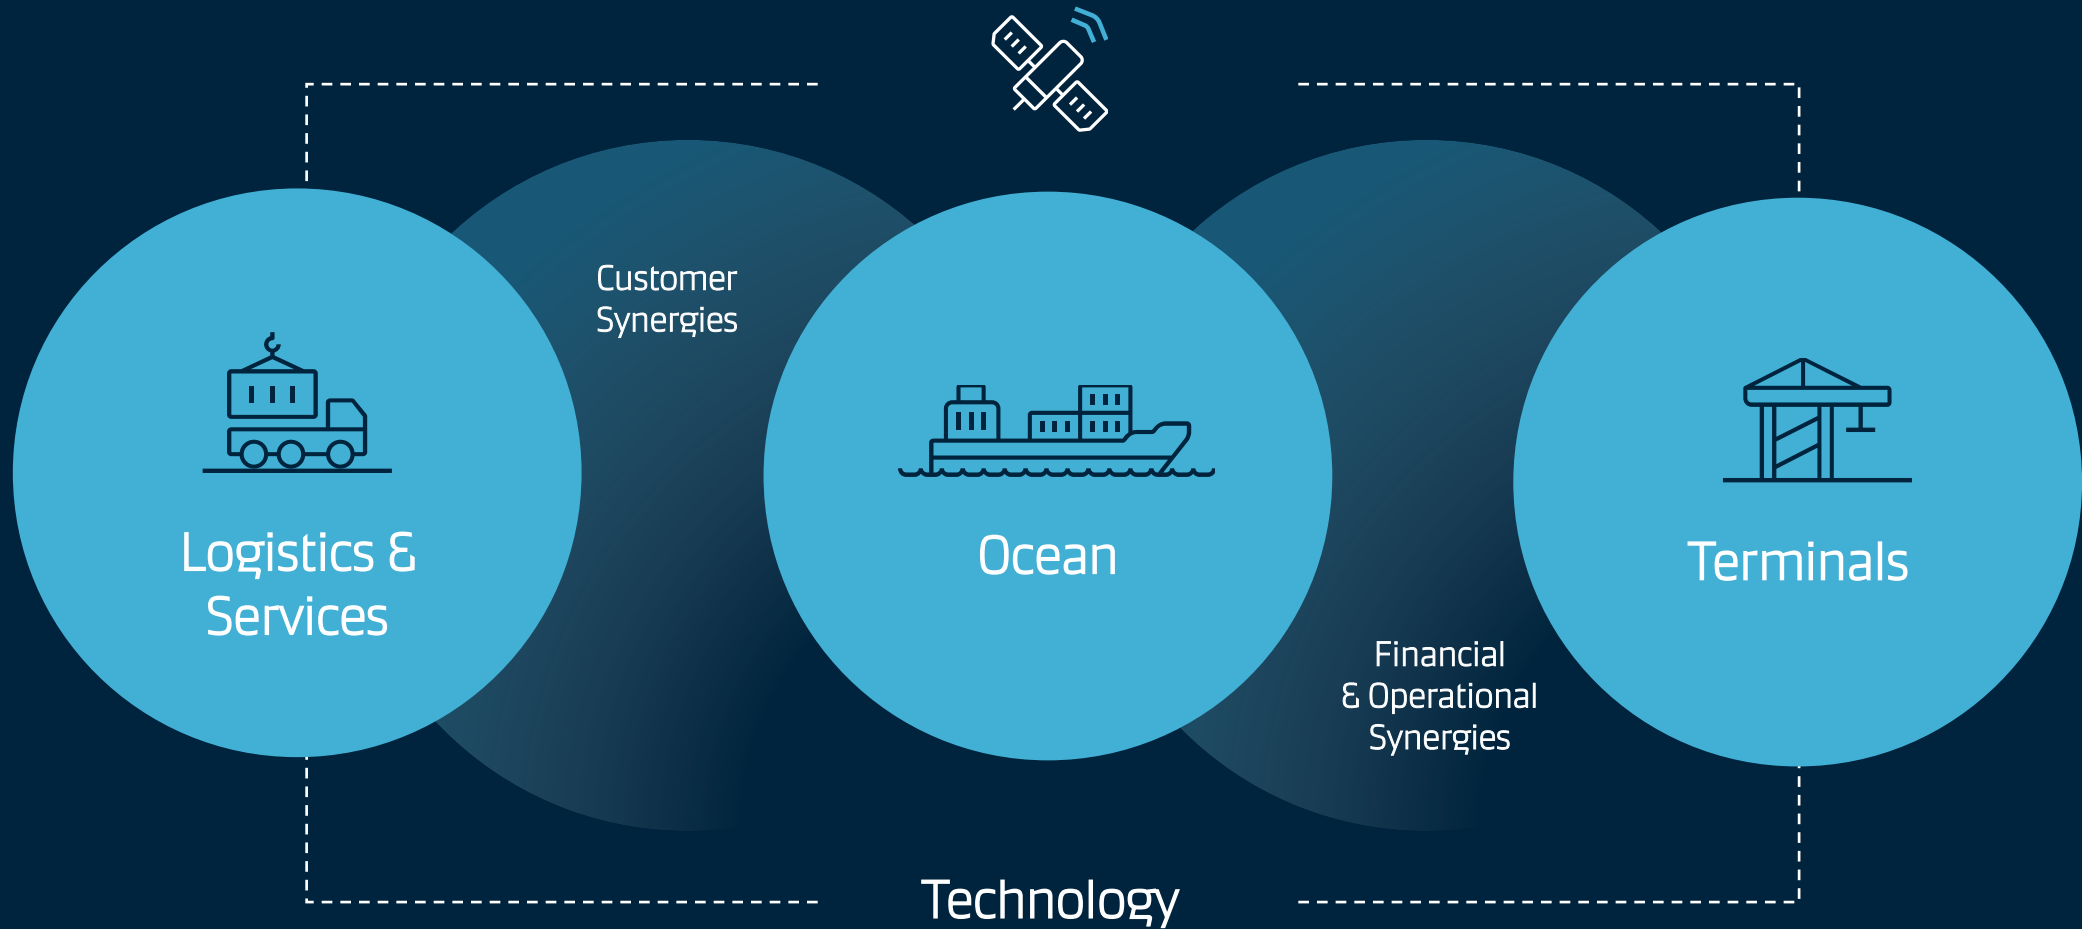 Customer
Synergies
Logistics &
Services
Ocean
Terminals
Financial
& Operational
Synergies
Technology